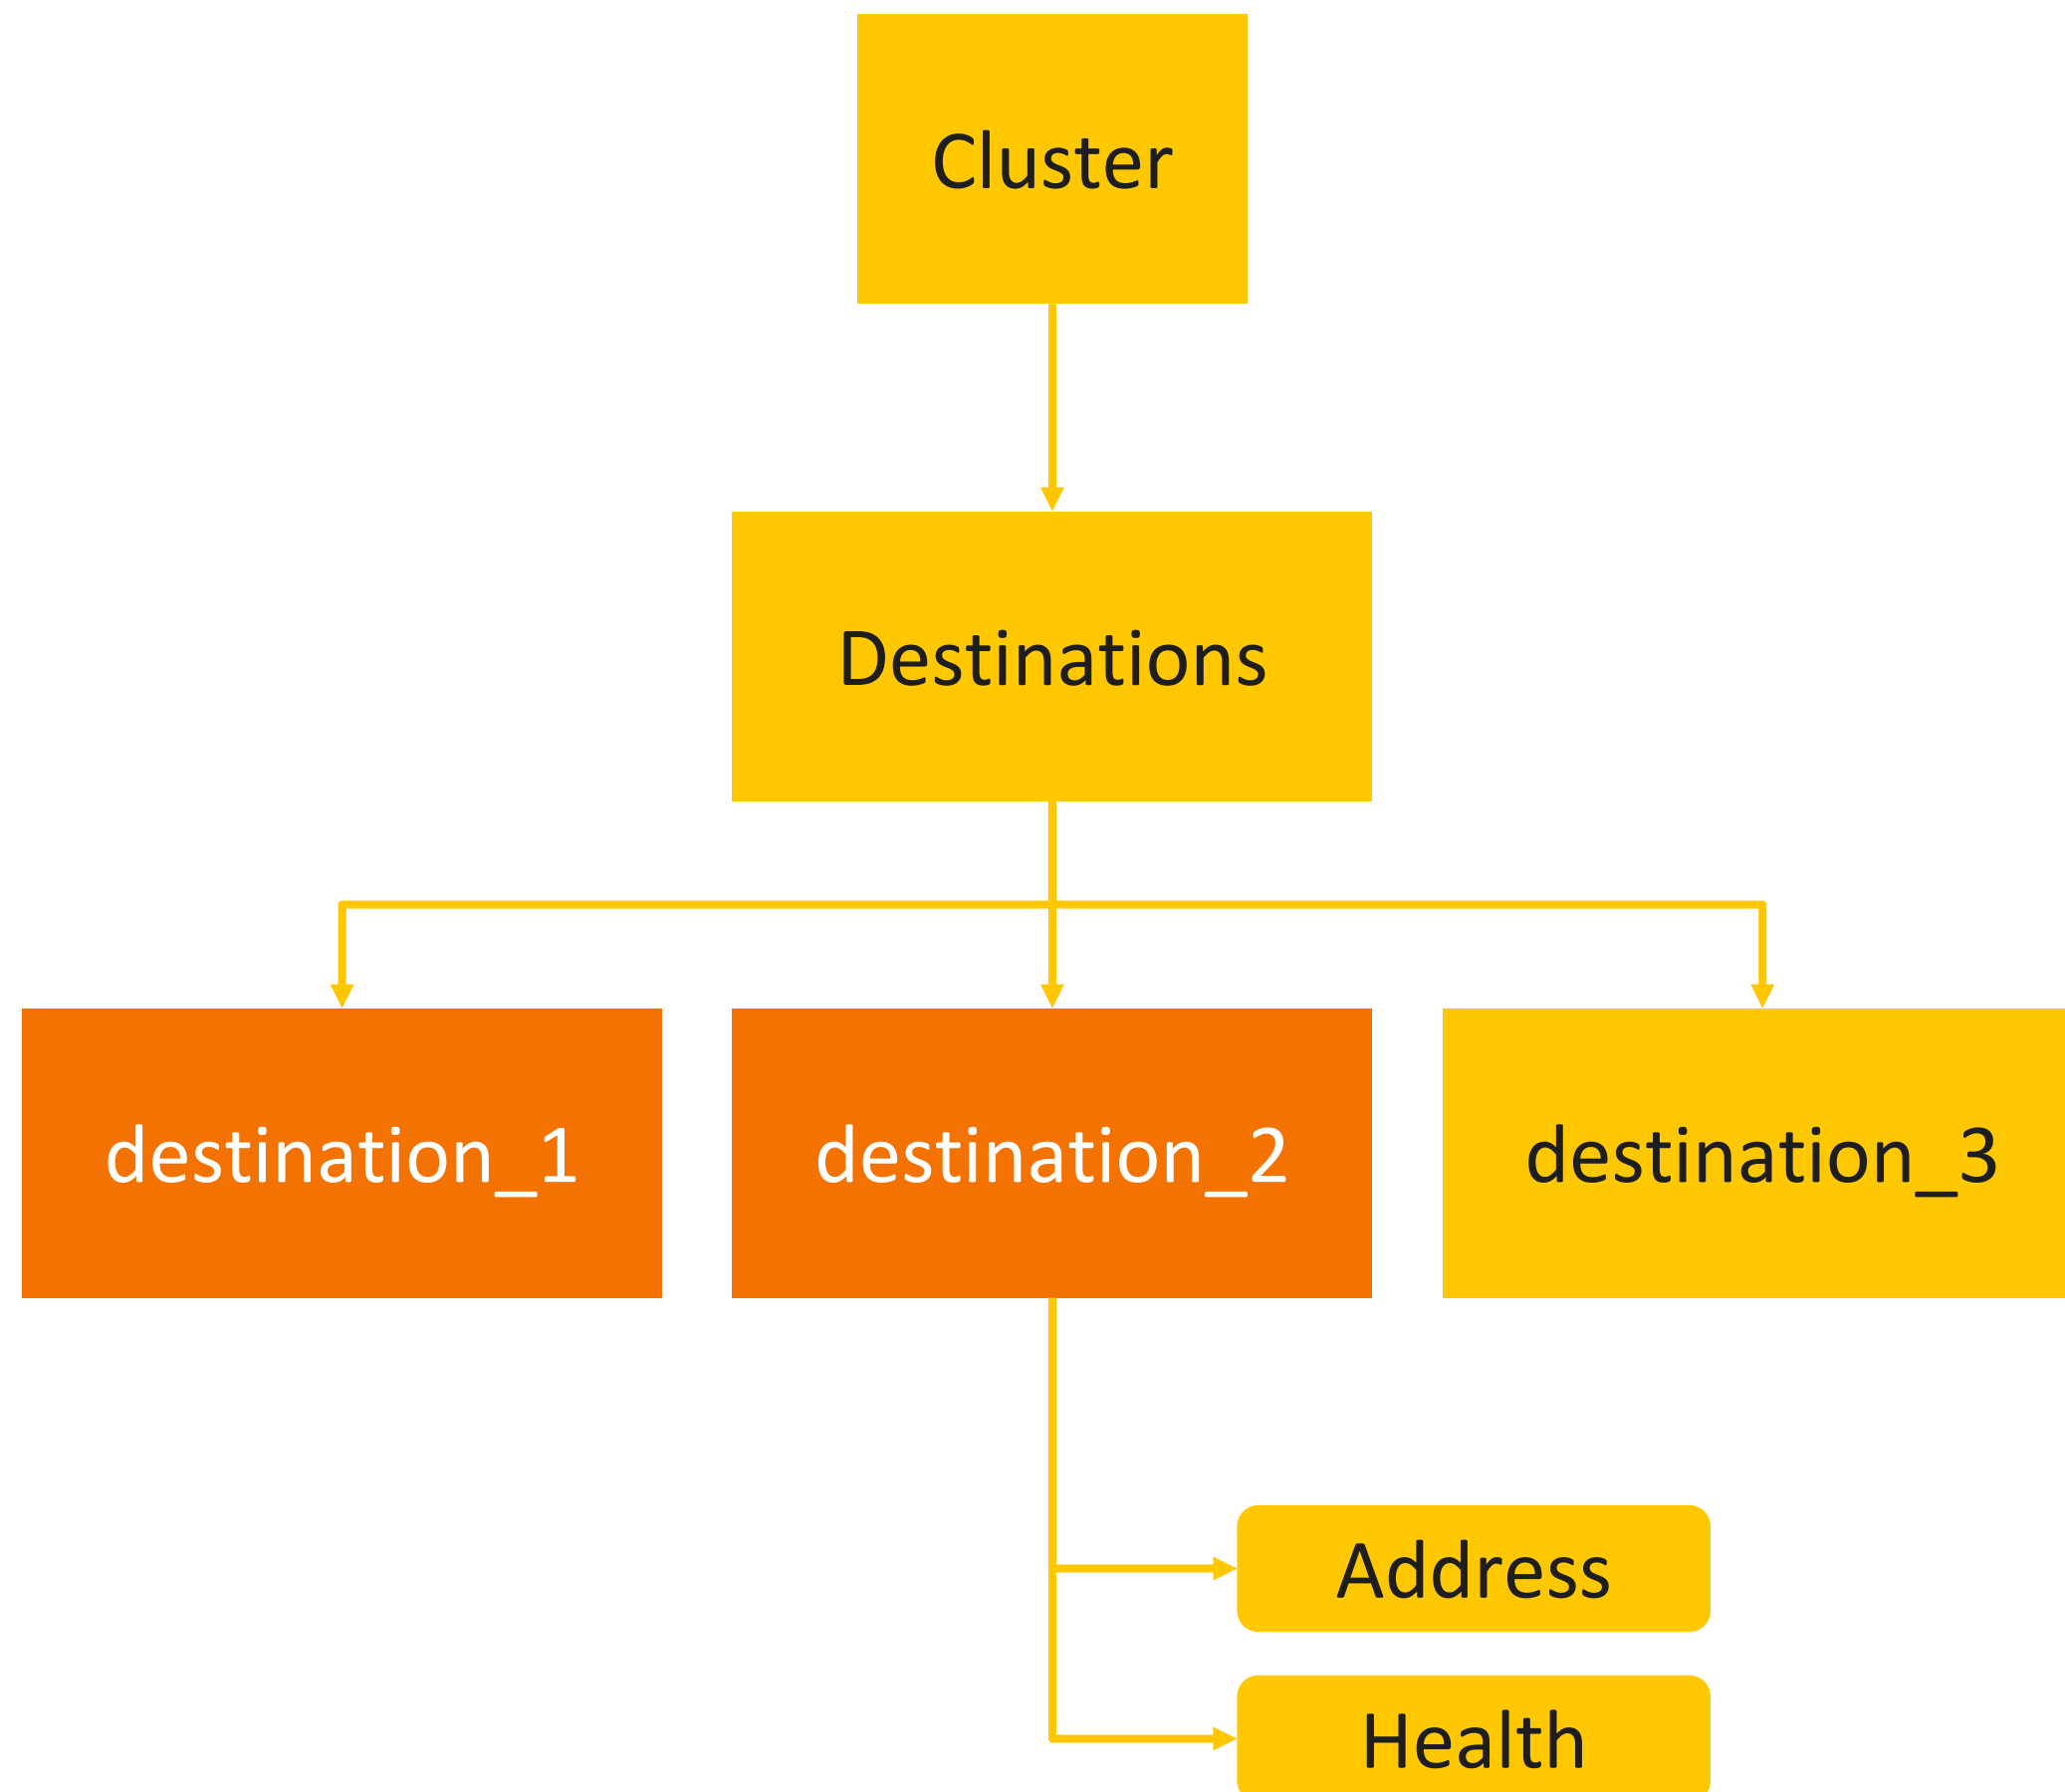 Cluster
Destinations
destination_1
destination_2
destination_3
Address
Health